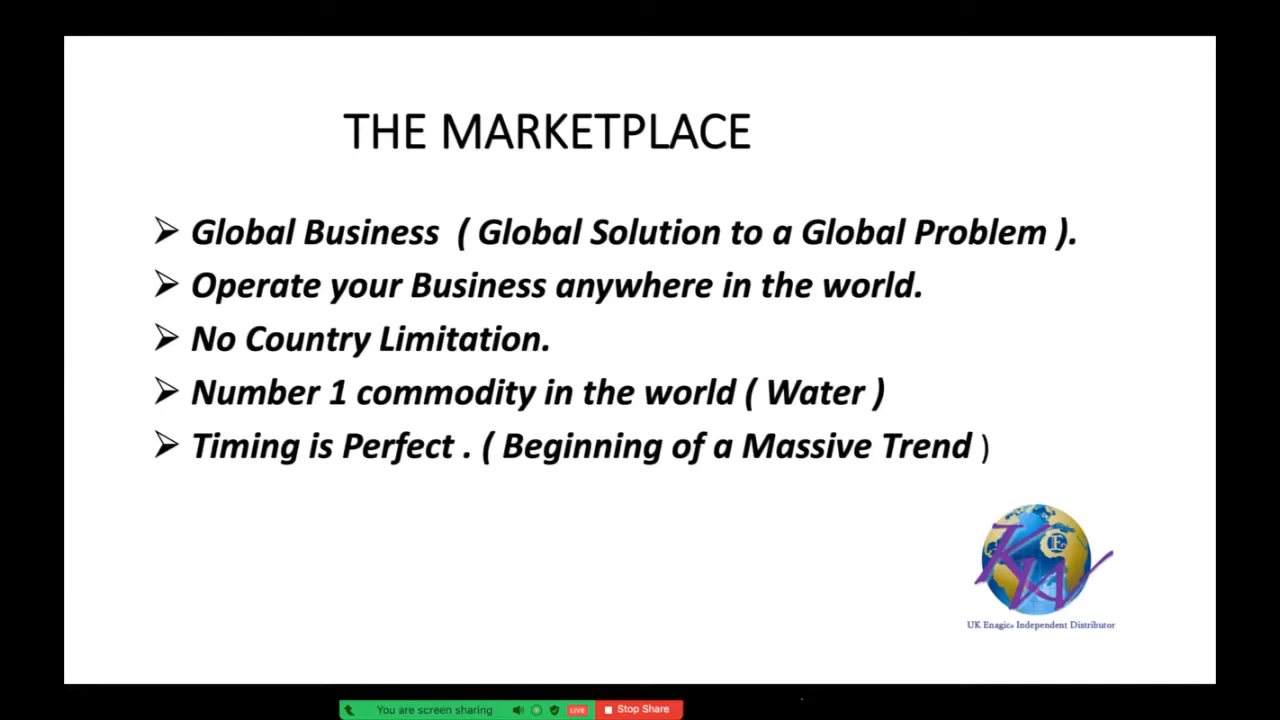 THE MARKETPLACE
➢ Global Business ( Global Solution to a Global Problem ).
➢ Operate your Business anywhere in the world.
➢ No Country Limitation.
➢ Number 1 commodity in the world ( Water )
➢ Timing is Perfect . ( Beginning of a Massive Trend )
E
KW
UK Enagic® Independent Distributor
You are screen sharing
LIVE
Stop Share